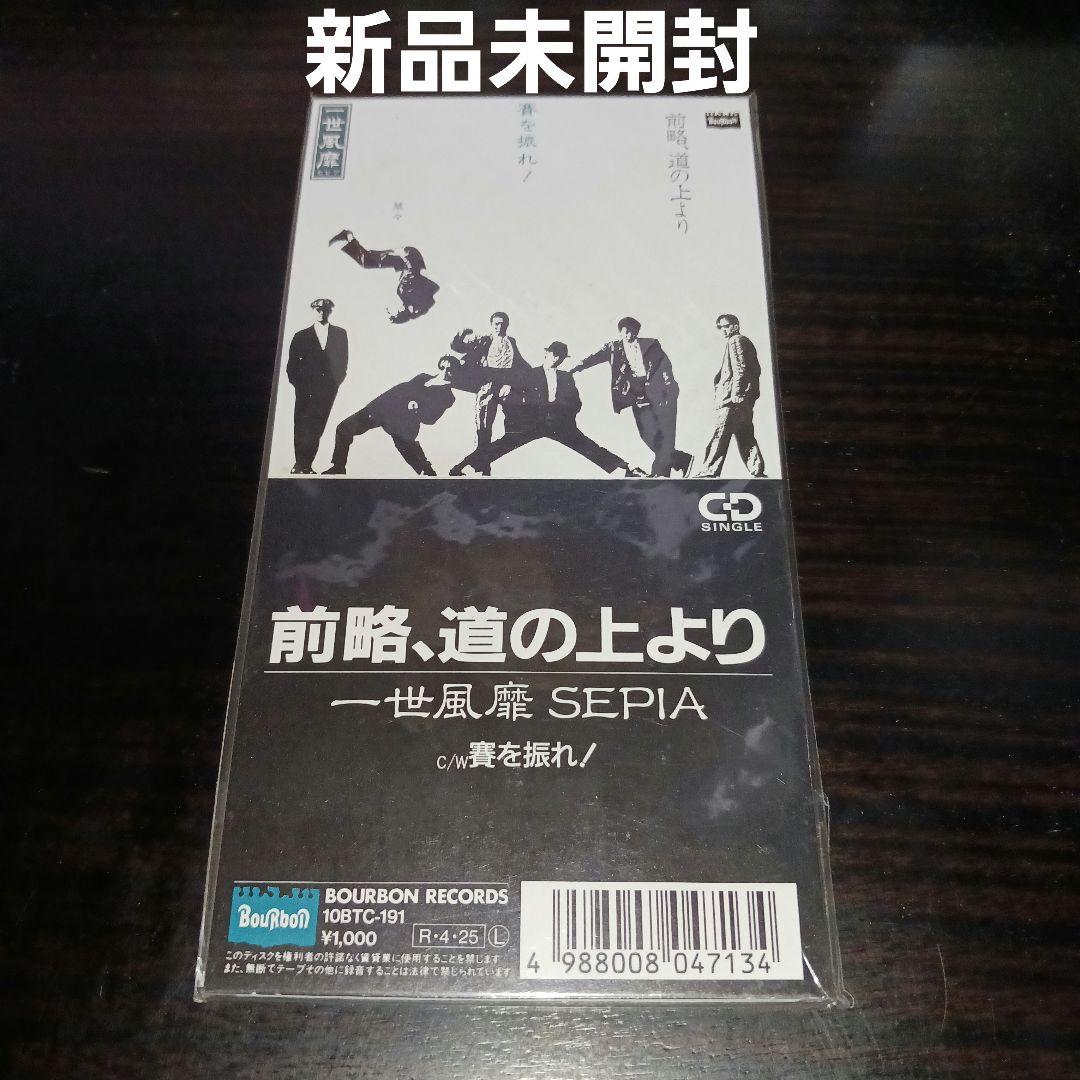 新品未開封
前略、道の上より
賽を振れ!
一世風靡
セピア
Bourbon
CD
SINGLE
前略、道の上より
一世風靡 SEPIA
C/W賽を振れ!
BouRbon
BOURBON RECORDS
10BTC-191
¥1,000 R・4・25 L
このディスクを権利者の許諾なく賃貸業に使用することを禁じます
また、無断でテープその他に録音することは法律で禁じられています
4 988008 047134